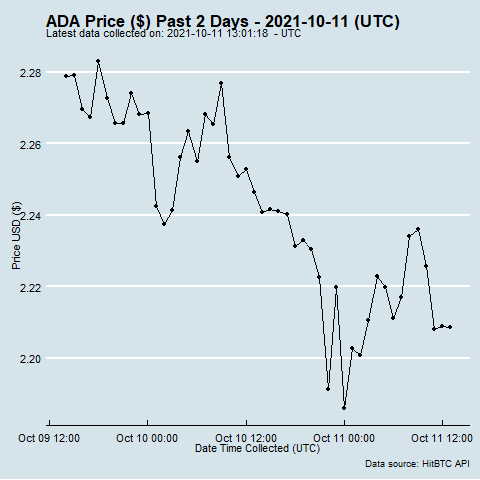 ADA Price ($) Past 2 Days - 2021-10-11 (UTC)
Latest data collected on: 2021-10-11 13:01:18 - UTC
2.28
2.26
2.24
2.22
2.20
Price USD ($)
Oct 09 12:00 Oct 10 00:00 Oct 10 12:00 Oct 11 00:00 Oct 11 12:00
Date Time Collected (UTC)
Data source: HitBTC API